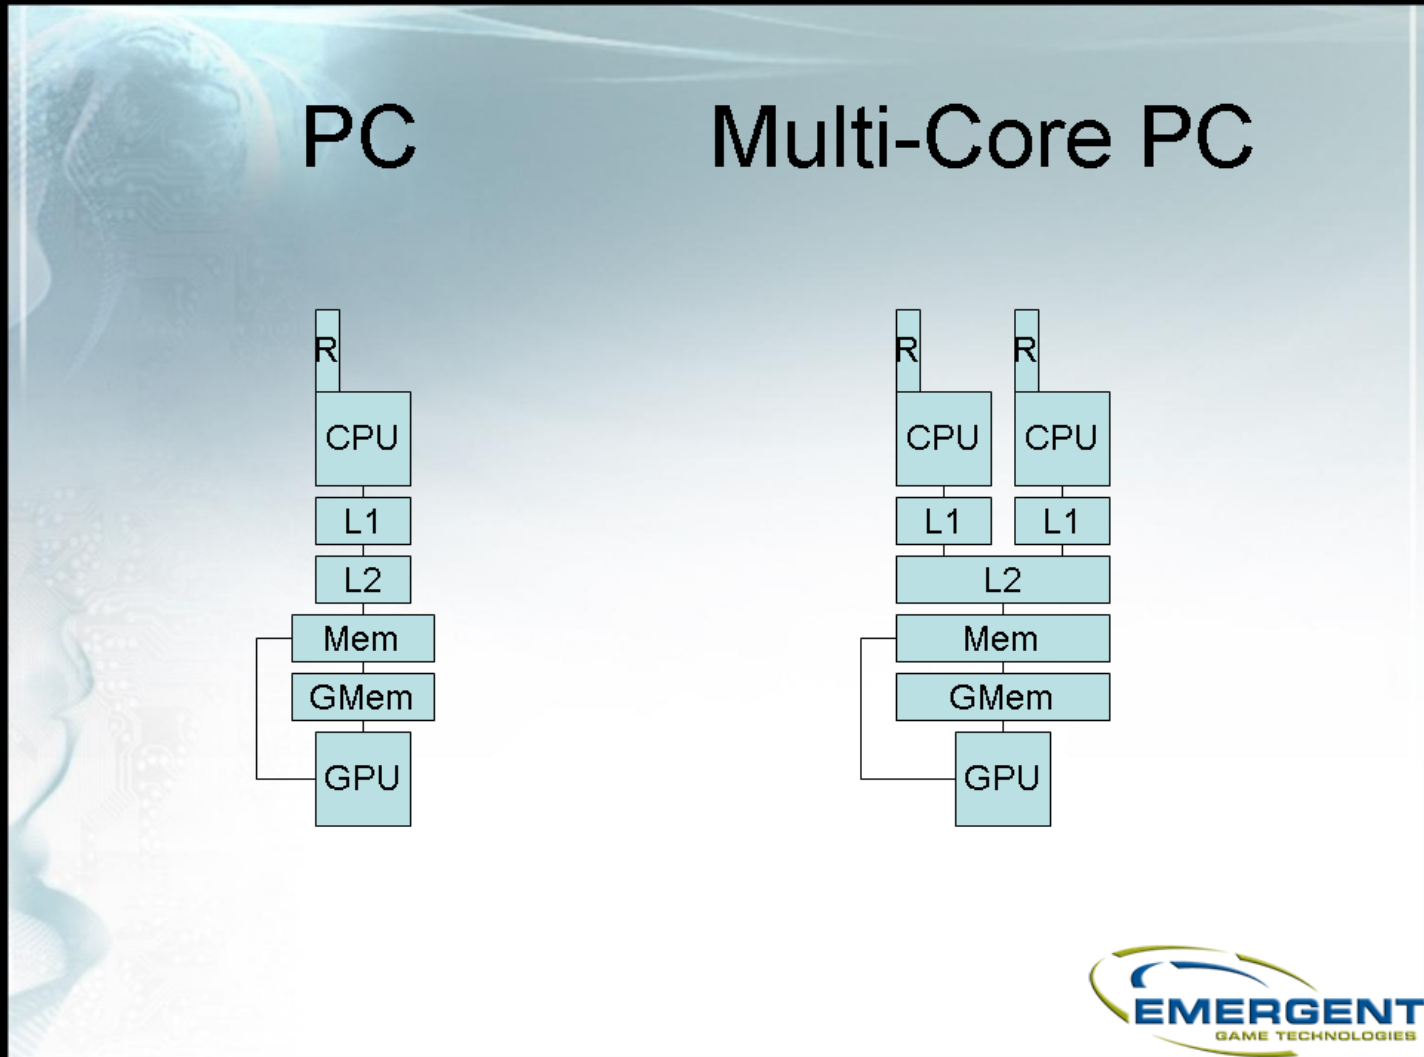 PC
Multi-Core PC
R
CPU
L1
L2
Mem
GMem
GPU
R R
CPU CPU
L1 L1
L2
Mem
GMem
GPU
EMERGENT
GAME TECHNOLOGIES